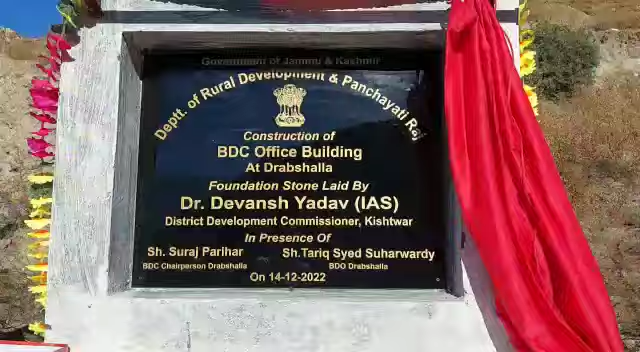 Government of Jammu & Kashmir
Deptt. of Rural Development & Panchayati Raj
Construction of
BDC Office Building
At Drabshalla
Foundation Stone Laid By
Dr. Devansh Yadav (IAS)
District Development Commissioner, Kishtwar
In Presence Of
Sh. Suraj Parihar Sh.Tariq Syed Suharwardy
BDC Chairperson Drabshalla BDO Drabshalla
On 14-12-2022